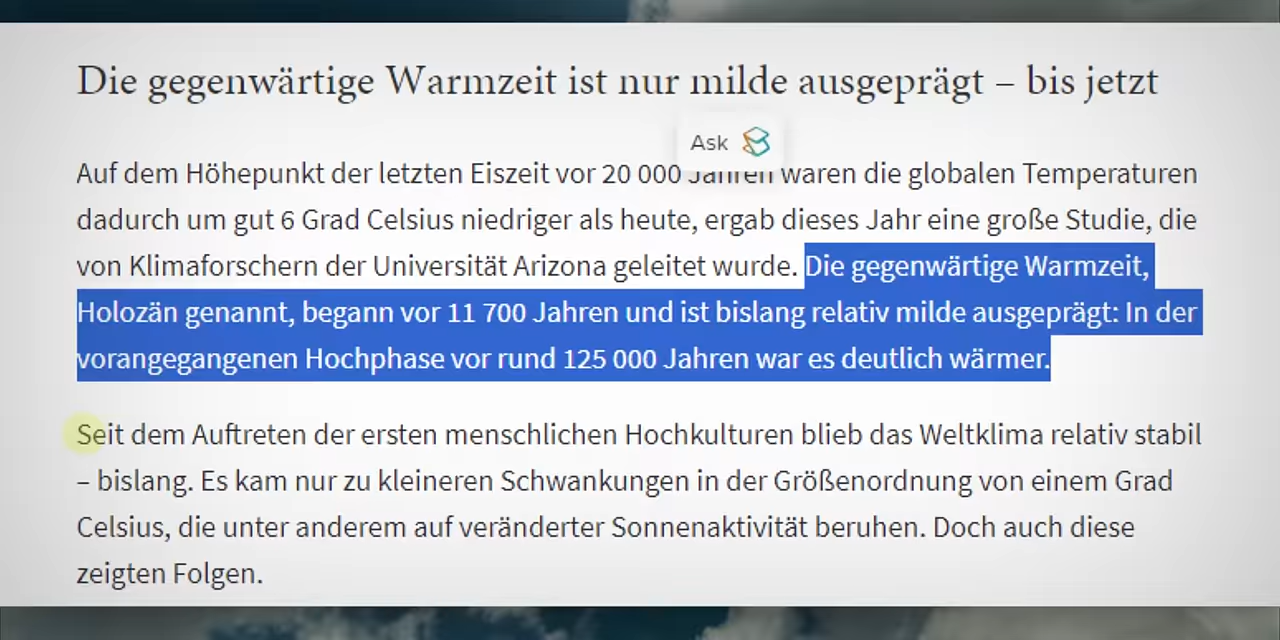 Die gegenwärtige Warmzeit ist nur milde ausgeprägt – bis jetzt
Ask
Auf dem Höhepunkt der letzten Eiszeit vor 20 000 Jahren waren die globalen Temperaturen
dadurch um gut 6 Grad Celsius niedriger als heute, ergab dieses Jahr eine große Studie, die
von Klimaforschern der Universität Arizona geleitet wurde. Die gegenwärtige Warmzeit,
Holozän genannt, begann vor 11 700 Jahren und ist bislang relativ milde ausgeprägt: In der
vorangegangenen Hochphase vor rund 125 000 Jahren war es deutlich wärmer.
Seit dem Auftreten der ersten menschlichen Hochkulturen blieb das Weltklima relativ stabil
– bislang. Es kam nur zu kleineren Schwankungen in der Größenordnung von einem Grad
Celsius, die unter anderem auf veränderter Sonnenaktivität beruhen. Doch auch diese
zeigten Folgen.